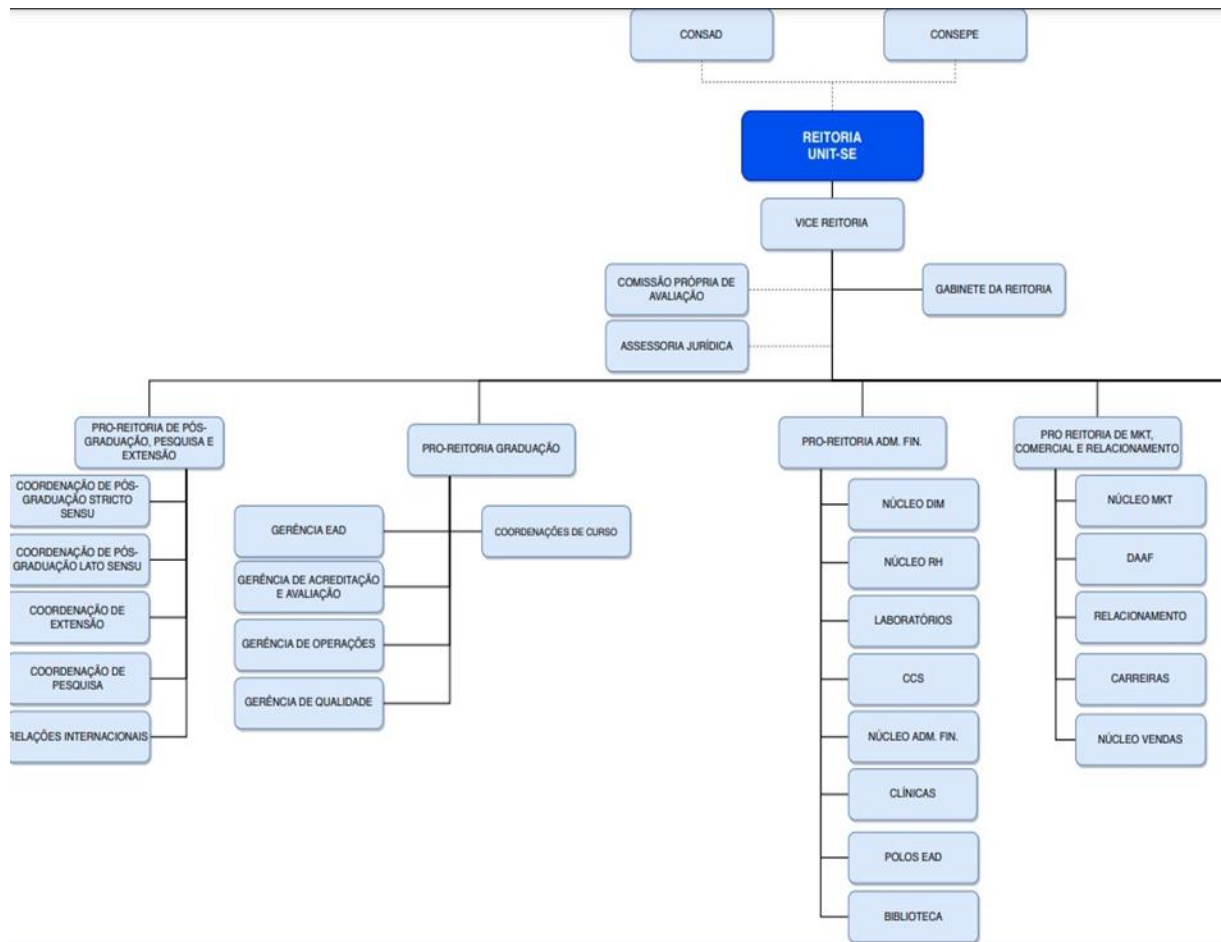 CONSAD
CONSEPE
REITORIA
UNIT-SE
VICE REITORIA
COMISSÃO PRÓPRIA DE
AVALIAÇÃO
GABINETE DA REITORIA
ASSESSORIA JURÍDICA
PRO-REITORIA DE PÓS-
GRADUAÇÃO, PESQUISA E
EXTENSÃO
COORDENAÇÃO DE PÓS-
GRADUAÇÃO STRICTO
SENSU
COORDENAÇÃO DE PÓS-
GRADUAÇÃO LATO SENSU
COORDENAÇÃO DE
EXTENSÃO
COORDENAÇÃO DE
PESQUISA
RELAÇÕES INTERNACIONAIS
PRO-REITORIA GRADUAÇÃO
GERÊNCIA EAD
COORDENAÇÕES DE CURSO
GERÊNCIA DE ACREDITAÇÃO
E AVALIAÇÃO
GERÊNCIA DE OPERAÇÕES
GERÊNCIA DE QUALIDADE
PRO-REITORIA ADM. FIN.
NÚCLEO DIM
NÚCLEO RH
LABORATÓRIOS
CCS
NÚCLEO ADM. FIN.
CLÍNICAS
POLOS EAD
BIBLIOTECA
PRO REITORIA DE MKT,
COMERCIAL E RELACIONAMENTO
NÚCLEO MKT
DAAF
RELACIONAMENTO
CARREIRAS
NÚCLEO VENDAS